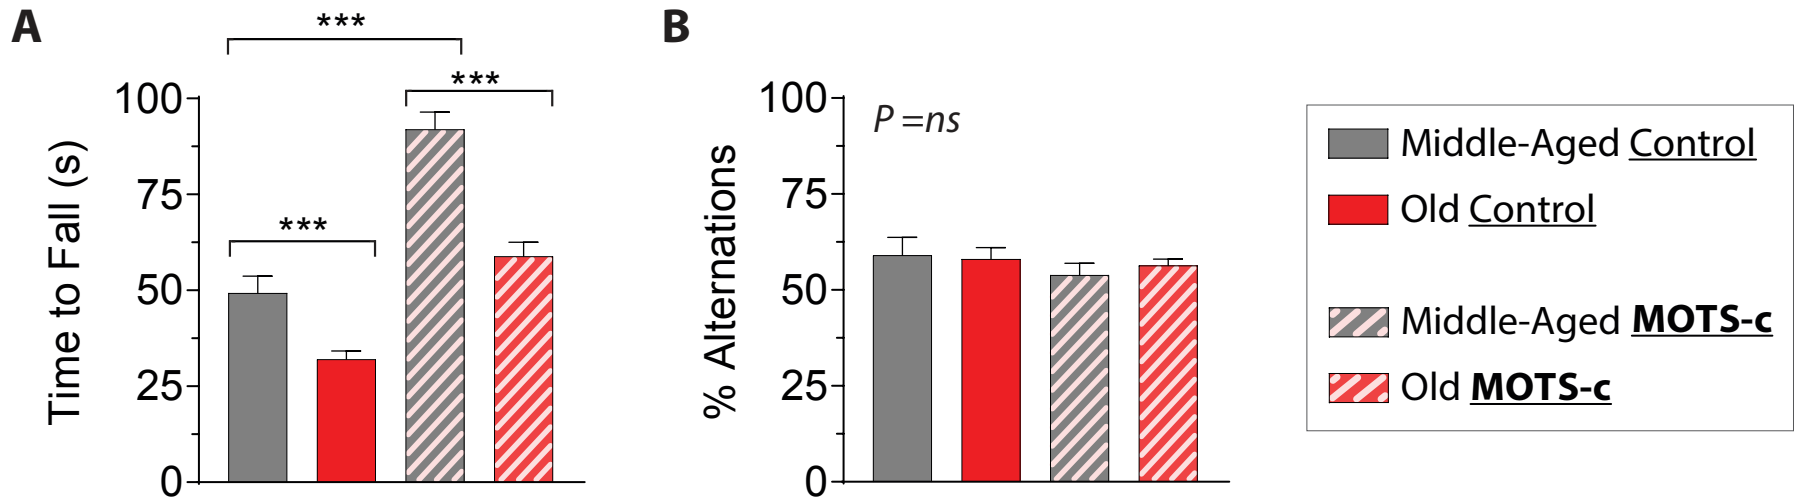 A
***
***
***
Time to Fall (s)
100
75
50
25
0
B
P =ns
% Alternations
100
75
50
25
0
Middle-Aged Control
Old Control
Middle-Aged MOTS-c
Old MOTS-c